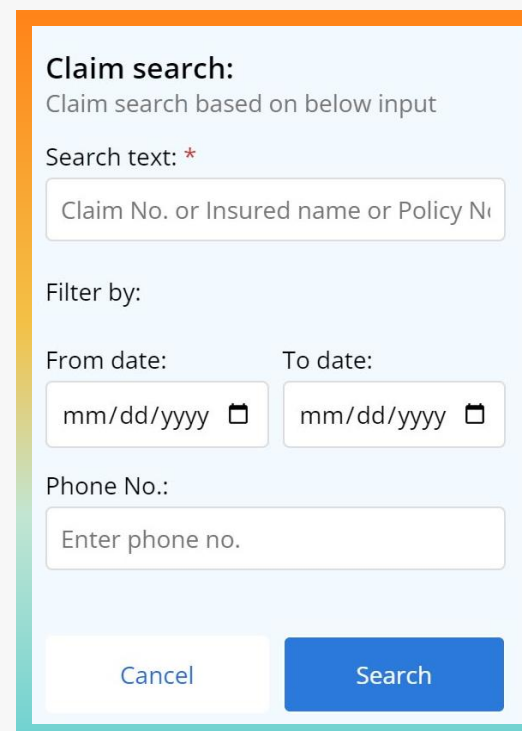 Claim search:
Claim search based on below input
Search text: *
Claim No. or Insured name or Policy N
Filter by:
From date: To date:
mm/dd/yyyy mm/dd/yyyy
Phone No.:
Enter phone no.
Cancel Search